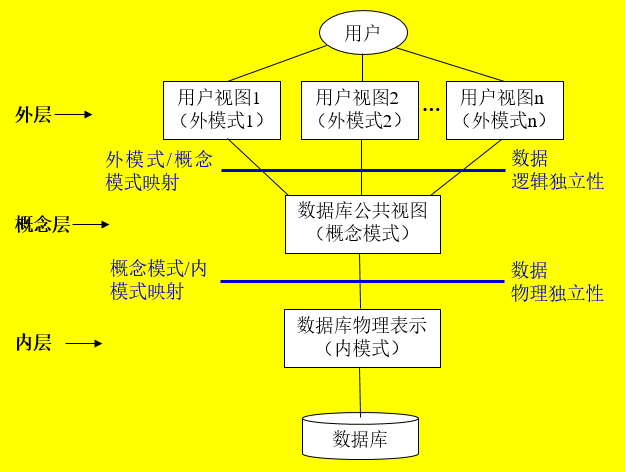 用户
用户视图1
（外模式1）
用户视图2
（外模式2）
…
用户视图n
（外模式n）
外层
外模式/概念
模式映射
数据
逻辑独立性
数据库公共视图
（概念模式）
概念层
概念模式/内
模式映射
数据
物理独立性
数据库物理表示
（内模式）
内层
数据库